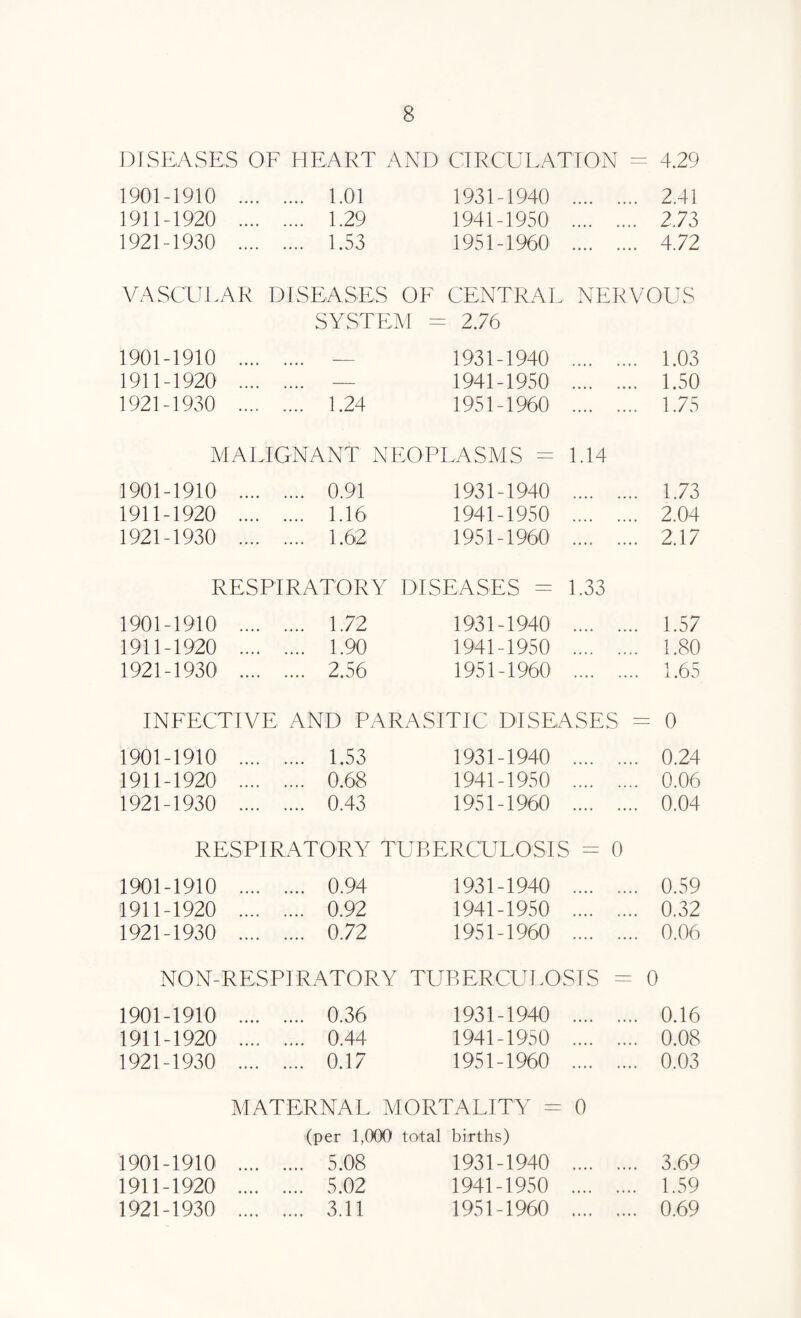 8
DISEASES OF HEART AND CIRCULATION = 4.29
1901-1910 .... .... 1.01 1931-1940 .... .... 2.41
1911-1920 .... .... 1.29 1941-1950 .... .... 2.73
1921-1930 .... .... 1.53 1951-1960 .... .... 4.72
VASCULAR DISEASES OF CENTRAL NERVOUS
SYSTEM = 2.76
1901-1910 .... .... — 1931-1940 .... .... 1.03
1911-1920 .... .... — 1941-1950 .... .... 1.50
1921-1930 .... .... 1.24 1951-1960 .... .... 1.75
MALIGNANT NEOPLASMS = 1.14
1901-1910 .... .... 0.91 1931-1940 .... .... 1.73
1911-1920 .... .... 1.16 1941-1950 .... .... 2.04
1921-1930 .... .... 1.62 1951-1960 .... .... 2.17
RESPIRATORY DISEASES = 1.33
1901-1910 .... .... 1.72 1931-1940 .... .... 1.57
1911-1920 .... .... 1.90 1941-1950 .... .... 1.80
1921-1930 .... .... 2.56 1951-1960 .... .... 1.65
INFECTIVE AND PARASITIC DISEASES = 0
1901-1910 .... .... 1.53 1931-1940 .... .... 0.24
1911-1920 .... .... 0.68 1941-1950 .... .... 0.06
1921-1930 .... .... 0.43 1951-1960 .... .... 0.04
RESPIRATORY TUBERCULOSIS = 0
1901-1910 .... .... 0.94 1931-1940 .... .... 0.59
1911-1920 .... .... 0.92 1941-1950 .... .... 0.32
1921-1930 .... .... 0.72 1951-1960 .... .... 0.06
NON-RESPIRATORY TUBERCULOSIS = 0
1901-1910 .... .... 0.36 1931-1940 .... .... 0.16
1911-1920 .... .... 0.44 1941-1950 .... .... 0.08
1921-1930 .... .... 0.17 1951-1960 .... .... 0.03
MATERNAL MORTALITY = 0
(per 1,000 total births)
1901-1910 .... .... 5.08 1931-1940 .... .... 3.69
1911-1920 .... .... 5.02 1941-1950 .... .... 1.59
1921-1930 .... .... 3.11 1951-1960 .... .... 0.69